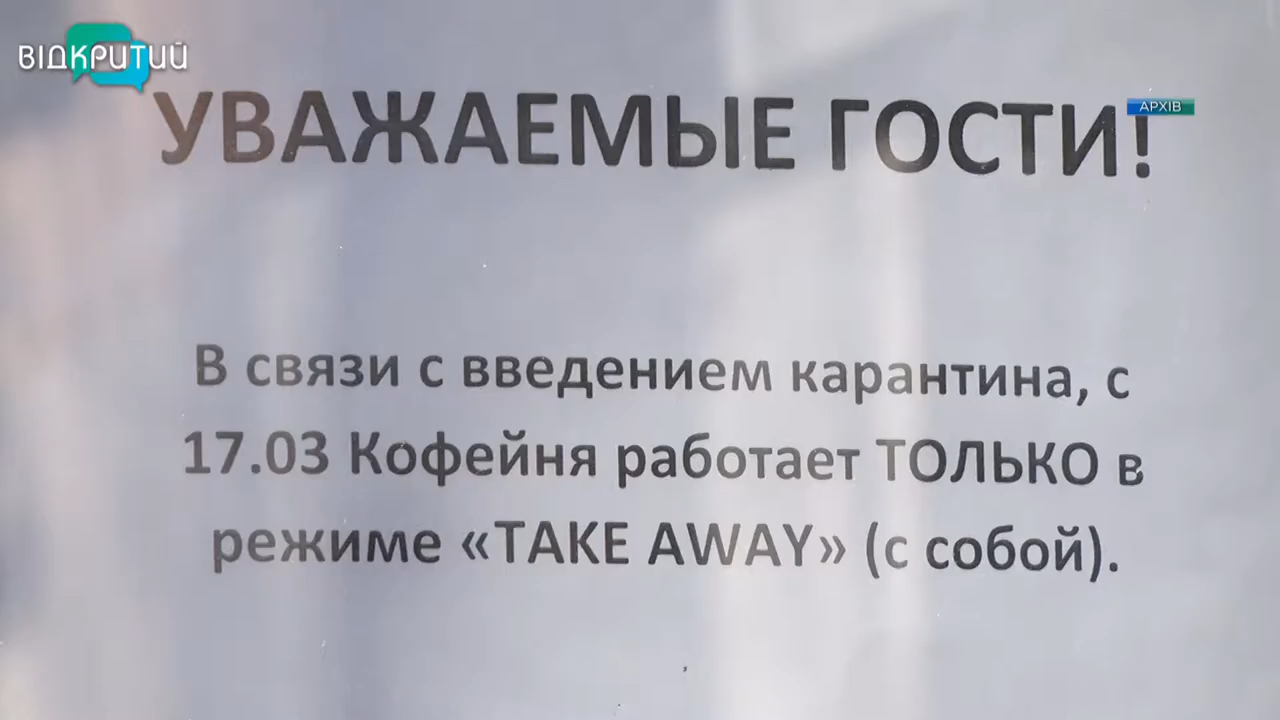 ВІДКРИТИЙ
АРХІВ
УВАЖАЕМЫЕ ГОСТИ!
В связи с введением карантина, с
17.03 Кофейня работает ТОЛЬКО в
режиме «TAKE AWAY» (с собой).